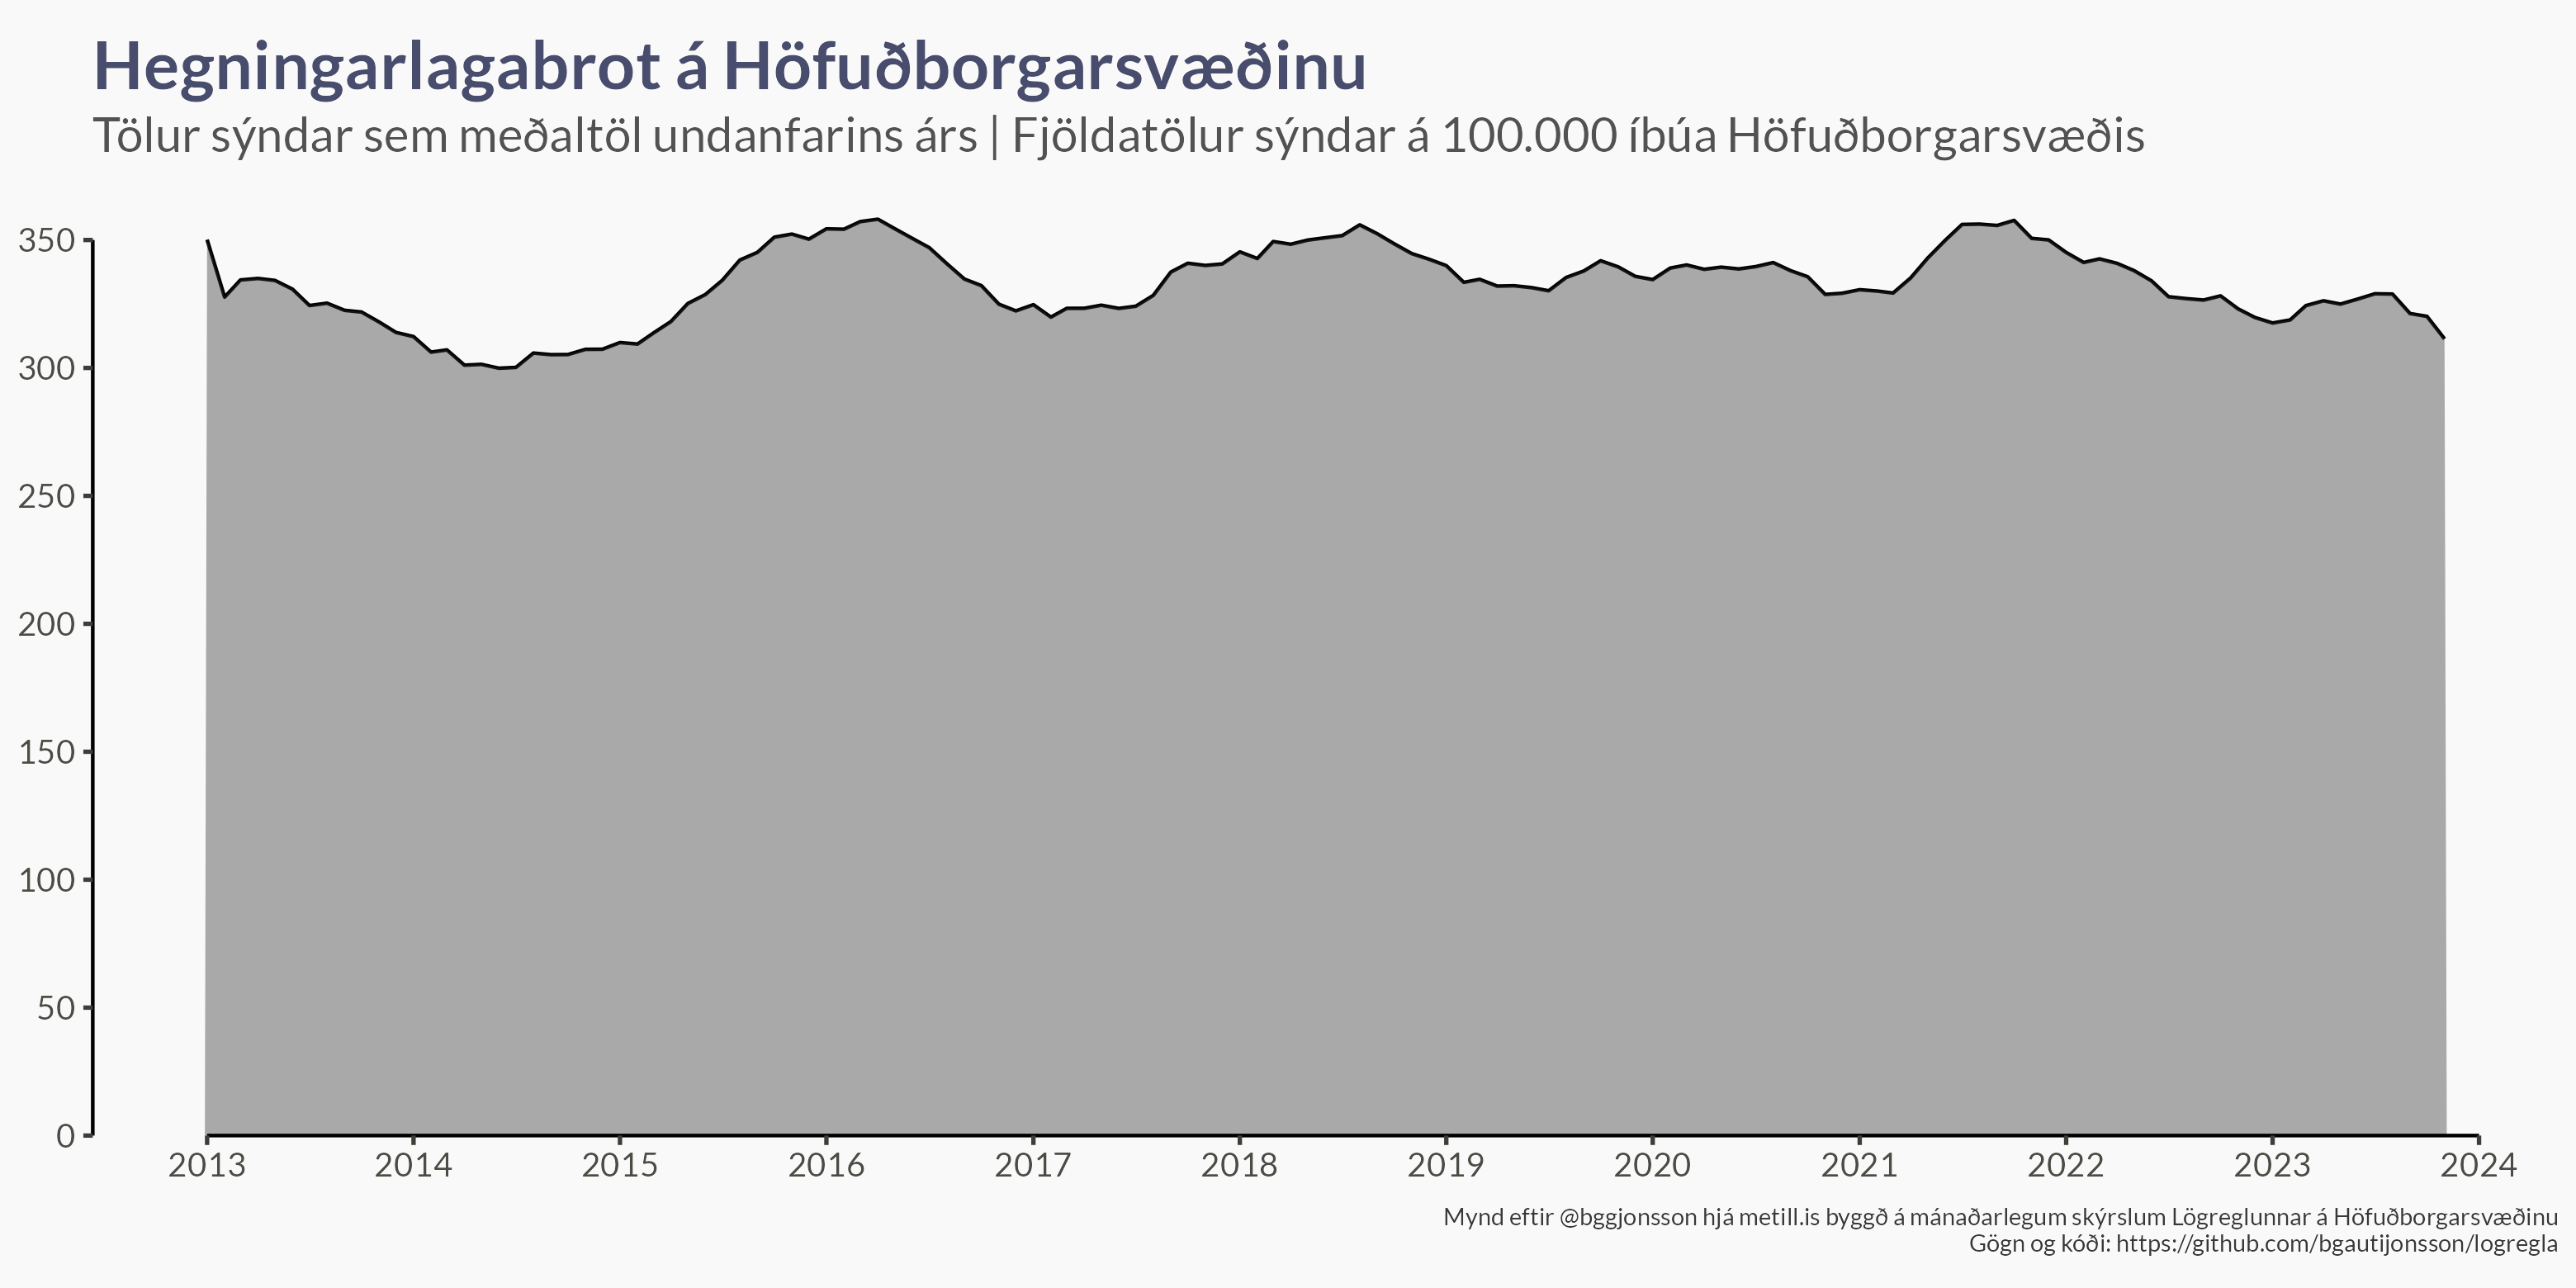 Hegningarlagabrot á Höfuðborgarsvæðinu
Tölur sýndar sem meðaltöl undanfarins árs | Fjöldatölur sýndar á 100.000 íbúa Höfuðborgarsvæðis
350
300
250
200
150
100
50
0
2013 2014 2015 2016 2017 2018 2019 2020 2021 2022 2023 2024
Mynd eftir @bggjonsson hjá metill.is byggð á mánaðarlegum skýrslum Lögreglunnar á Höfuðborgarsvæðinu
Gögn og kóði: https://github.com/bgautijonsson/logregla